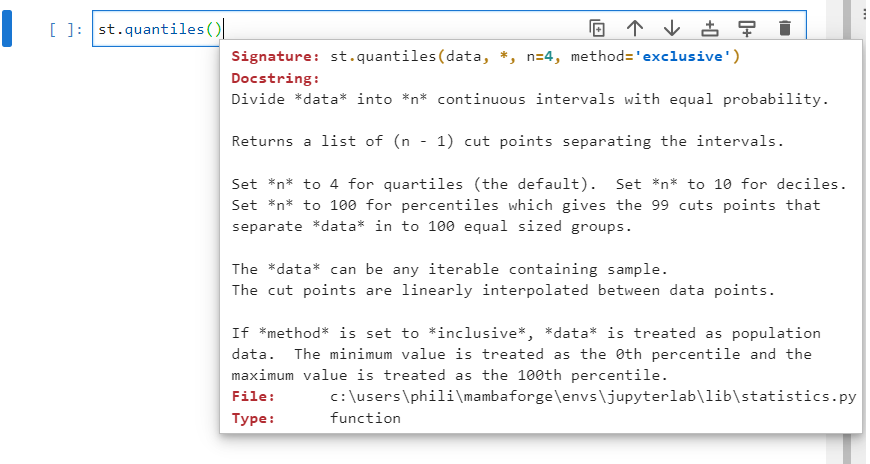 [ ]: st.quantiles()
Signature: st.quantiles(data, *, n=4, method='exclusive')
Docstring:
Divide *data* into *n* continuous intervals with equal probability.
Returns a list of (n - 1) cut points separating the intervals.
Set *n* to 4 for quartiles (the default).  Set *n* to 10 for deciles.
Set *n* to 100 for percentiles which gives the 99 cuts points that
separate *data* in to 100 equal sized groups.
The *data* can be any iterable containing sample.
The cut points are linearly interpolated between data points.
If *method* is set to *inclusive*, *data* is treated as population
data.  The minimum value is treated as the 0th percentile and the
maximum value is treated as the 100th percentile.
File:      c:\users\phili\mambaforge\envs\jupyterlab\lib\statistics.py
Type:      function